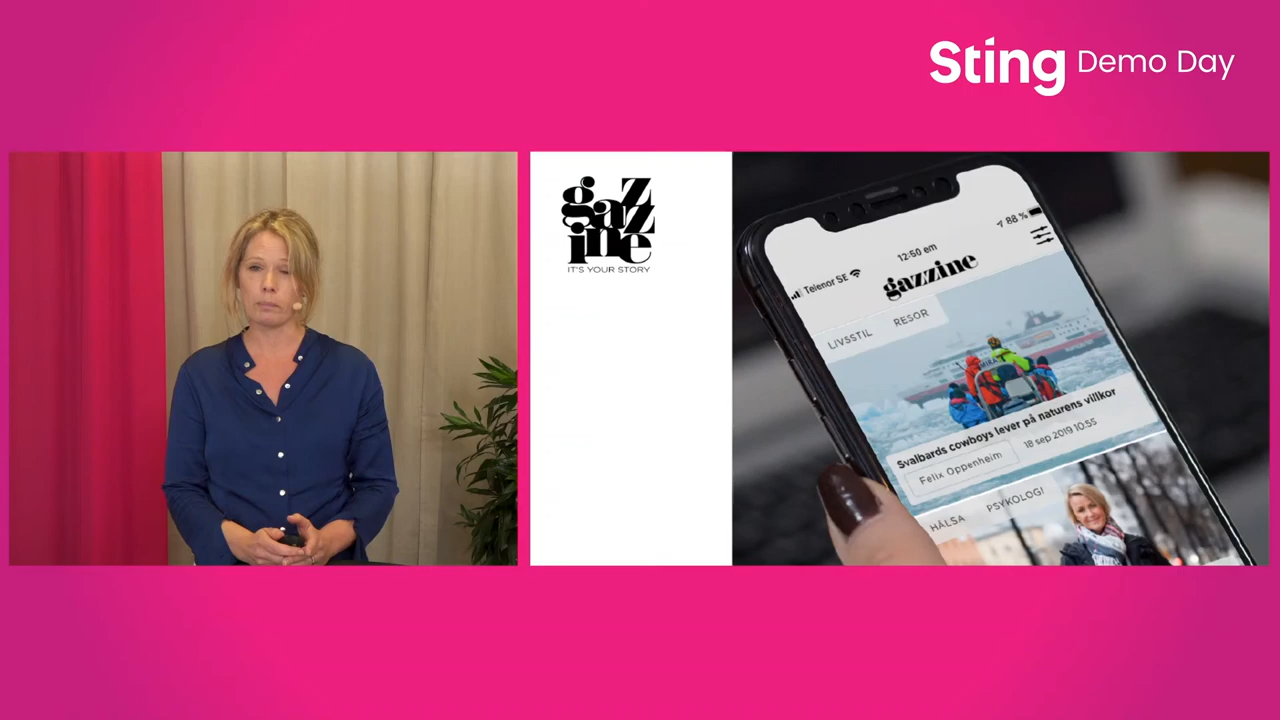 Sting Demo Day
gazzine
IT'S YOUR STORY
Telenor SE
12:50 em
88 %
gazzine
LIVSSTIL
RESOR
Svalbards cowboys lever på naturens villkor
Felix Oppenheim
18 sep 2019 10:55
HÄLSA
PSYKOLOGI